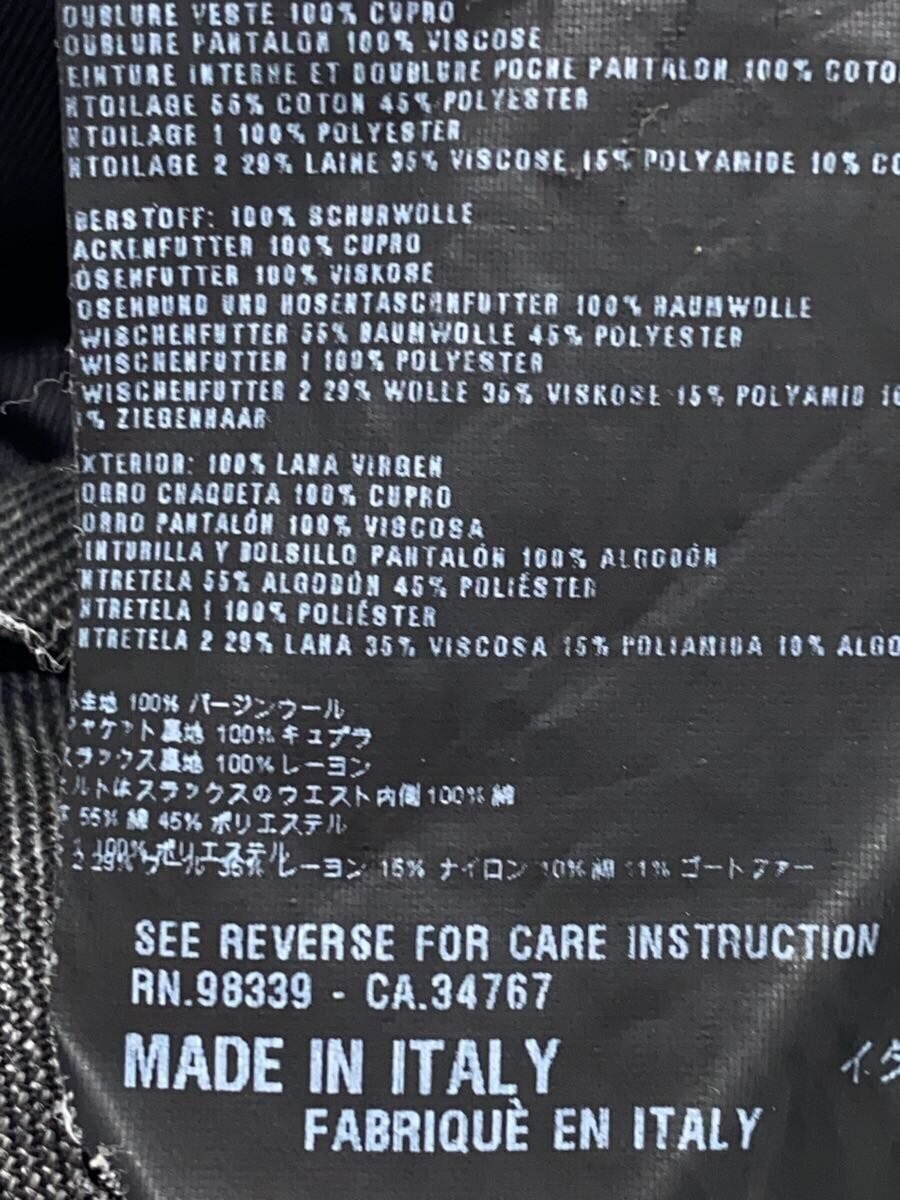 OUBLURE VESTE 100% CUPRO
OUBLURE PANTALON 100% VISCOSE
EINTURE INTERNE ET DOUBLURE POCHE PANTALON 100% COTO
NTOILAGE 55% COTON 45% POLYESTER
NTOILAGE 1 100% POLYESTER
NTOILAGE 2 29% LAINE 35% VISCOSE 15% POLYAMIDE 10% CO
BERSTOFF: 100% SCHURWOLLE
ACKENFUTTER 100% CUPRO
OSENFUTTER 100% VISKOSE
OSENBUND UND HOSENTASCHNFUTTER 100% BAUMWOLLE
WISCHENFUTTER 55% BAUMWOLLE 45% POLYESTER
WISCHENFUTTER 1 100% POLYESTER
WISCHENFUTTER 2 29% WOLLE 35% VISKOSE 15% POLYAMID 10
1% ZIEGENHAAR
XTERIOR: 100% LANA VIRGEN
ORRO CHAQUETA 100% CUPRO
ORRO PANTALÓN 100% VISCOSA
INTURILLA Y BOLSILLO PANTALÓN 100% ALGODÓN
NTRETELA 55% ALGODÓN 45% POLIÉSTER
NTRETELA 1 100% POLIÉSTER
NTRETELA 2 29% LANA 35% VISCOSA 15% POLIAMIDA 10% ALGO
生地 100% バージンウール
ャケット裏地 100% キュプラ
スラックス裏地 100% レーヨン
ルトはスラックスのウエスト内側 100% 綿
55% 綿 45% ポリエステル
1 100% ポリエステル
2 29% ウール 35% レーヨン 15% ナイロン 10% 綿 11% ゴートファー
SEE REVERSE FOR CARE INSTRUCTION
RN.98339 - CA.34767
MADE IN ITALY
イタ
FABRIQUÈ EN ITALY